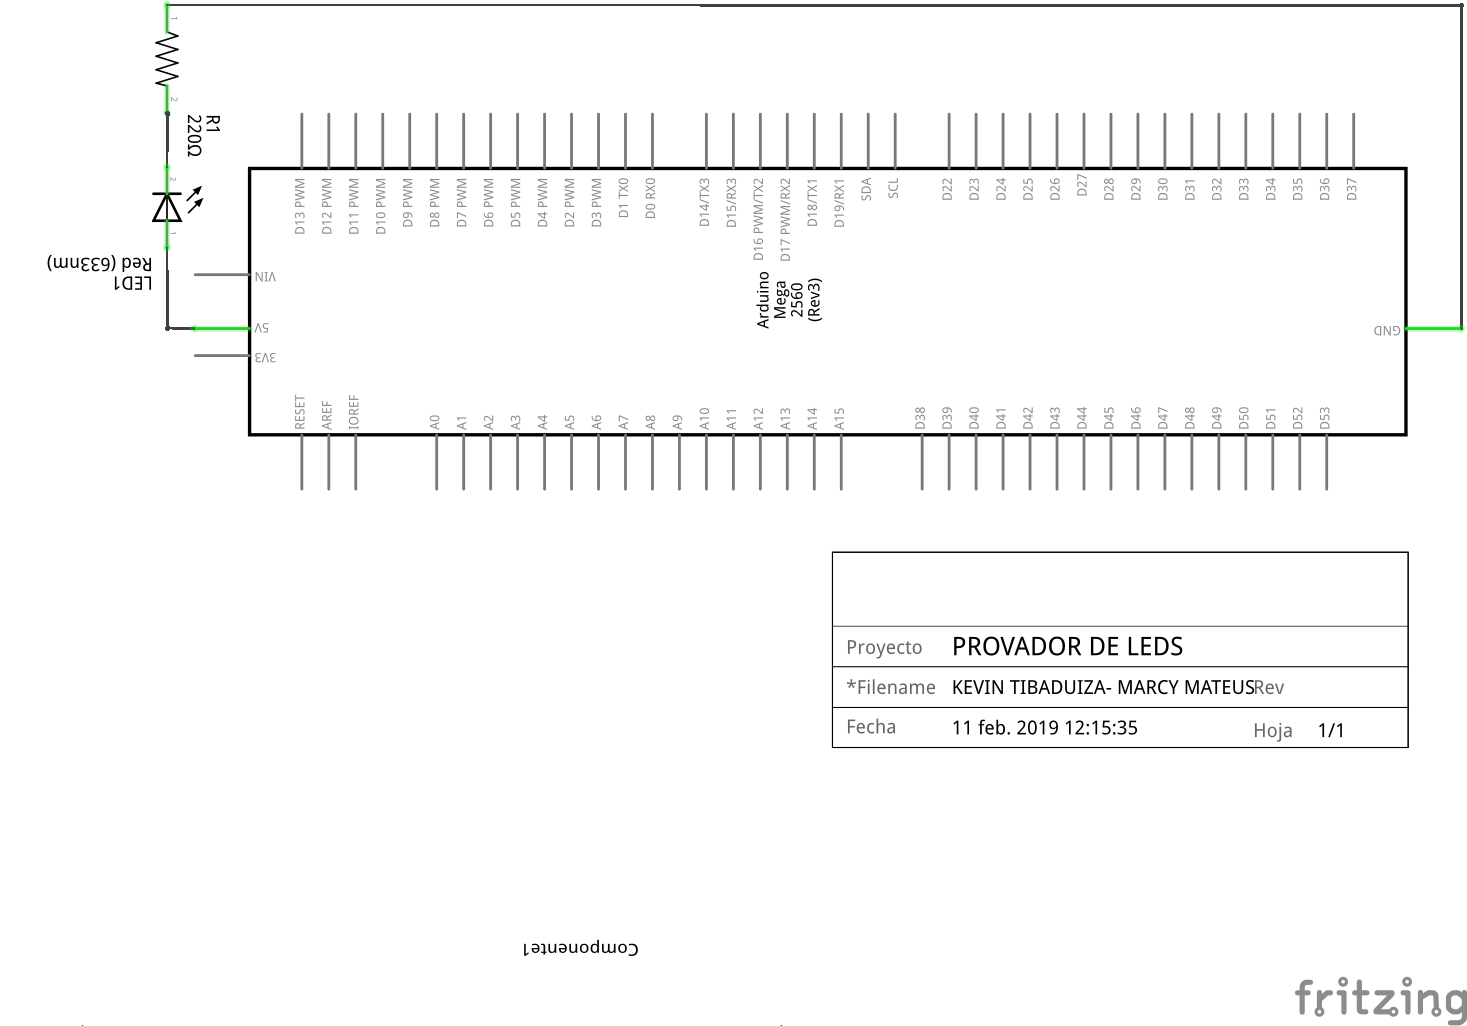 1
2
R1
220Ω
2
1
Red (633nm)
LED1
D13 PWM
D12 PWM
D11 PWM
D10 PWM
D9 PWM
D8 PWM
D7 PWM
D6 PWM
D5 PWM
D4 PWM
D2 PWM
D3 PWM
D1 TX0
D0 RX0
D14/TX3
D15/RX3
D16 PWM/TX2
D17 PWM/RX2
D18/TX1
D19/RX1
SDA
SCL
D22
D23
D24
D25
D26
D27
D28
D29
D30
D31
D32
D33
D34
D35
D36
D37
VIN
5V
3V3
Arduino
Mega
2560
(Rev3)
GND
RESET
AREF
IOREF
A0
A1
A2
A3
A4
A5
A6
A7
A8
A9
A10
A11
A12
A13
A14
A15
D38
D39
D40
D41
D42
D43
D44
D45
D46
D47
D48
D49
D50
D51
D52
D53
Proyecto PROVADOR DE LEDS
*Filename KEVIN TIBADUIZA- MARCY MATEUS Rev
Fecha 11 feb. 2019 12:15:35 Hoja 1/1
Componente1
fritzing